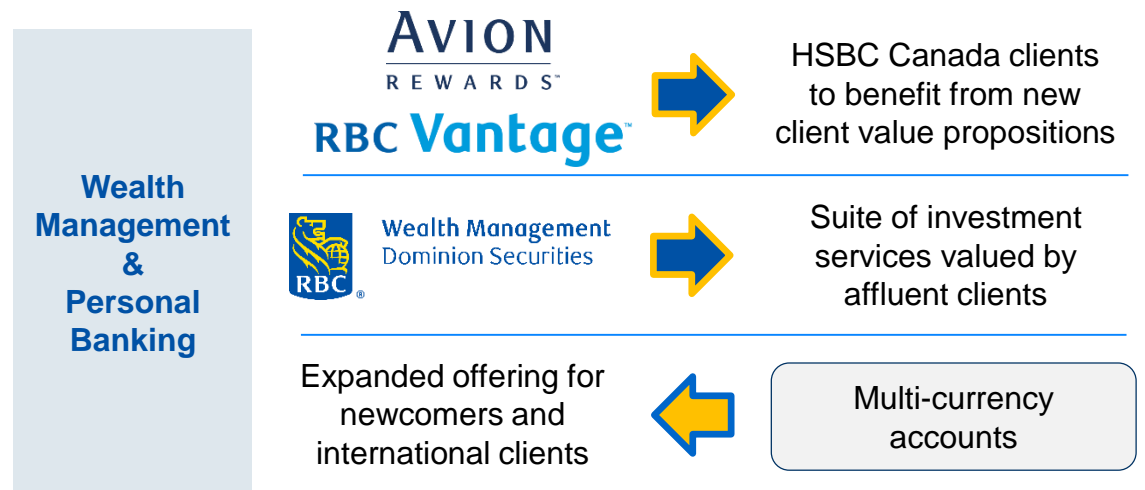 Wealth
Management
&
Personal
Banking
AVION
REWARDS™
RBC Vantage™
HSBC Canada clients
to benefit from new
client value propositions
RBC®
Wealth Management
Dominion Securities
Suite of investment
services valued by
affluent clients
Expanded offering for
newcomers and
international clients
Multi-currency
accounts